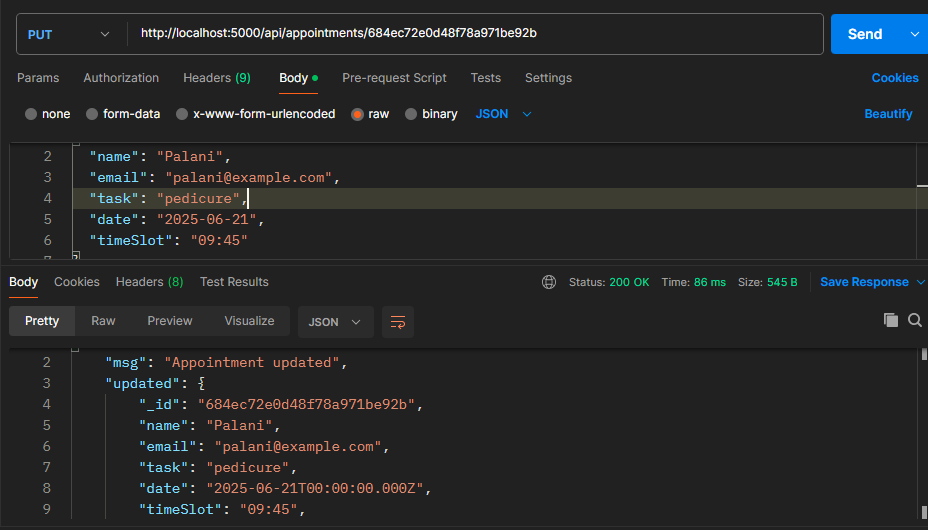 PUT http://localhost:5000/api/appointments/684ec72e0d48f78a971be92b Send
Params Authorization Headers (9) Body Pre-request Script Tests Settings Cookies
none form-data x-www-form-urlencoded raw binary JSON Beautify
2 "name": "Palani",
3 "email": "palani@example.com",
4 "task": "pedicure",
5 "date": "2025-06-21",
6 "timeSlot": "09:45"
Body Cookies Headers (8) Test Results Status: 200 OK Time: 86 ms Size: 545 B Save Response
Pretty Raw Preview Visualize JSON
2 "msg": "Appointment updated",
3 "updated": {
4 "_id": "684ec72e0d48f78a971be92b",
5 "name": "Palani",
6 "email": "palani@example.com",
7 "task": "pedicure",
8 "date": "2025-06-21T00:00:00.000Z",
9 "timeSlot": "09:45",